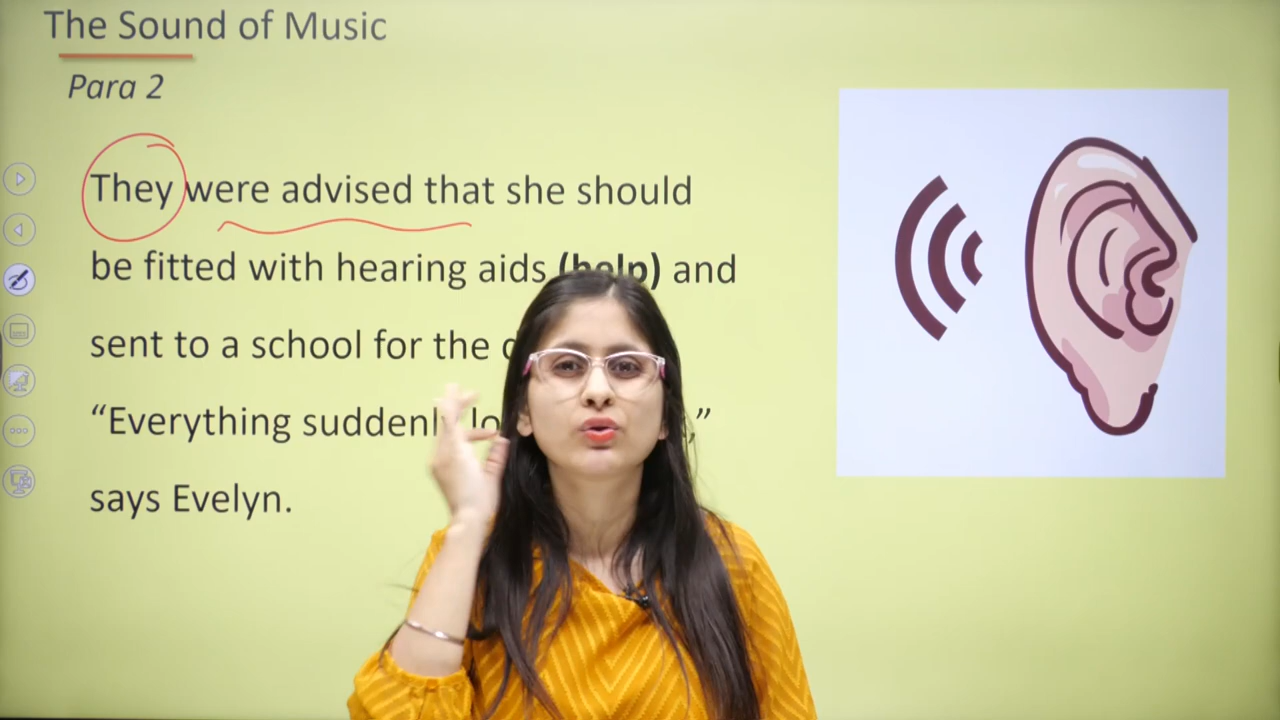 The Sound of Music
Para 2
They were advised that she should
be fitted with hearing aids (help) and
sent to a school for the
“Everything suddenly
says Evelyn.